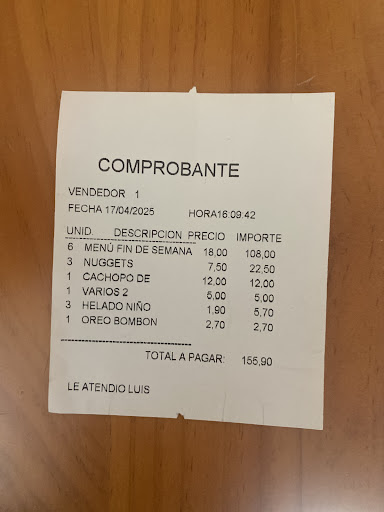 COMPROBANTE
VENDEDOR 1
FECHA 17/04/2025 HORA16 09.42
UNID. DESCRIPCION PRECIO IMPORTE
6 MENÚ FIN DE SEMANA 18,00 108,00
3 NUGGETS 7,50 22,50
1 CACHOPO DE 12,00 12,00
1 VARIOS 2 5,00 5,00
3 HELADO NIÑO 1,90 5,70
1 OREO BOMBON 2,70 2,70
TOTAL A PAGAR: 155,90
LE ATENDIO LUIS